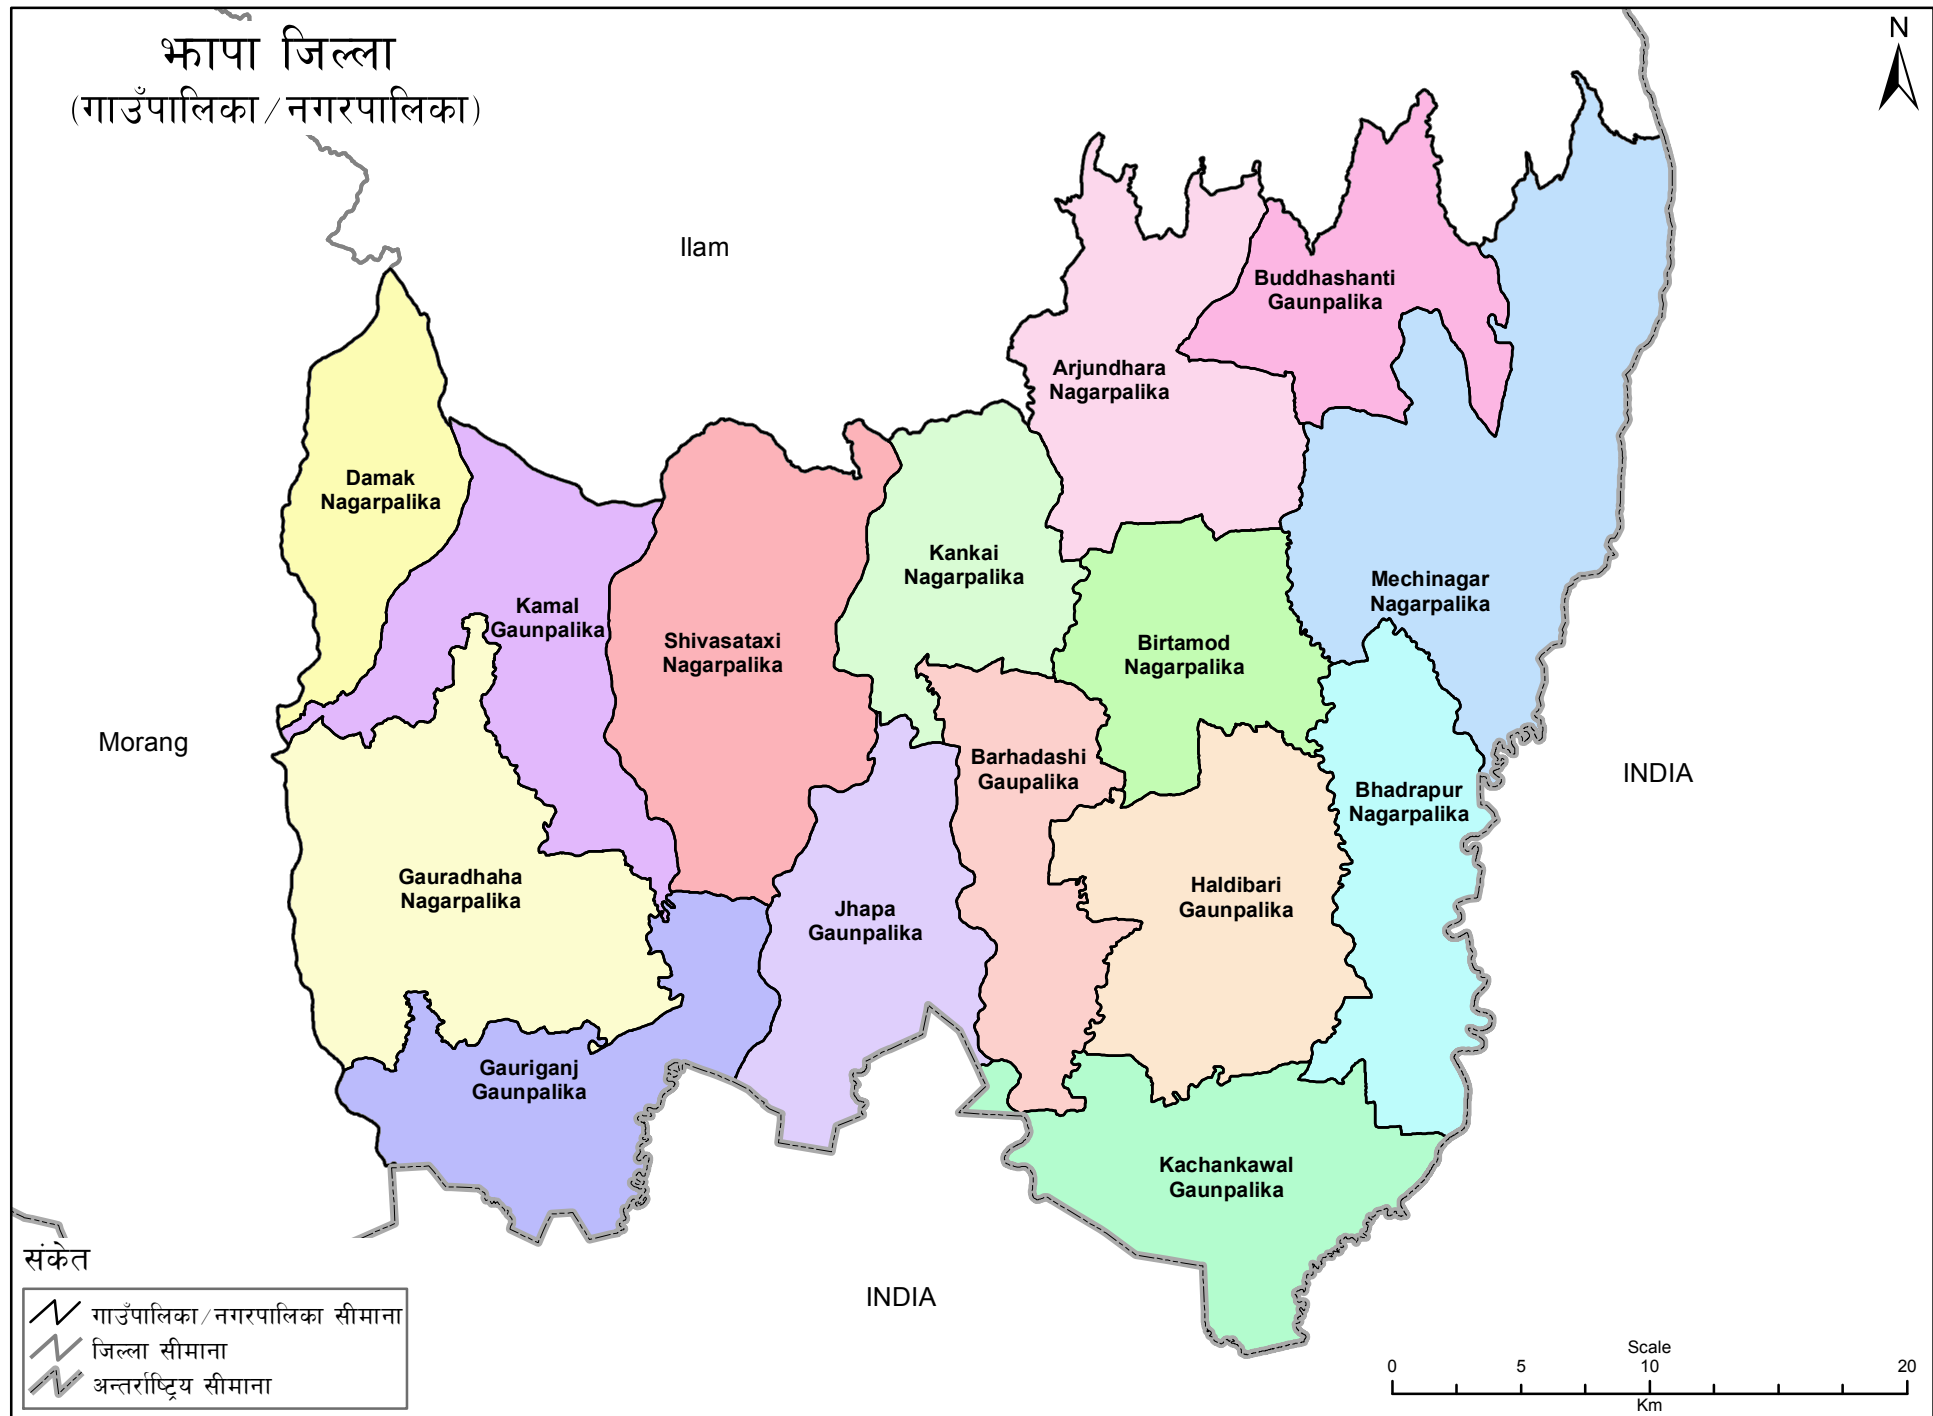 झापा जिल्ला
(गाउँपालिका/नगरपालिका)
N
Ilam
Buddhashanti
Gaunpalika
Arjundhara
Nagarpalika
Damak
Nagarpalika
Kankai
Nagarpalika
Mechinagar
Nagarpalika
Kamal
Gaunpalika
Shivasataxi
Nagarpalika
Birtamod
Nagarpalika
Morang
Barhadashi
Gaupalika
INDIA
Bhadrapur
Nagarpalika
Gauradhaha
Nagarpalika
Haldibari
Gaunpalika
Jhapa
Gaunpalika
Gauriganj
Gaunpalika
Kachankawal
Gaunpalika
INDIA
संकेत
गाउँपालिका/नगरपालिका सीमाना
जिल्ला सीमाना
अन्तर्राष्ट्रिय सीमाना
Scale
0 5 10 20
Km